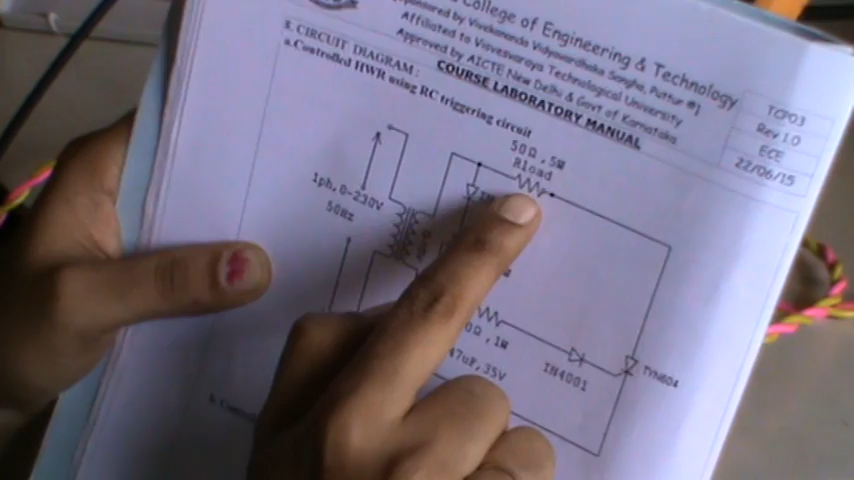 College of Engineering & Technology
Sponsored by Vivekananda Vidyavardhaka Sangha, Puttur ®]
Affiliated to Visvesvaraya Technological University
Approved by AICTE New Delhi & Govt of Karnataka
COURSE LABORATORY MANUAL
TCP03
Rev 1.0
ECE
22/06/15
CIRCUIT DIAGRAM :
a. Controlled HWR using RC triggering circuit
50Ω, 5W
Rload
1ph, 0-230V
50Hz
0Ω, 1W
47uF, 35V
IN4001
TYN604